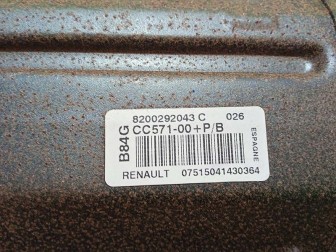 8200292043 C 026
B84G
CC571-00+P/B
ESPAGNE
RENAULT 07515041430364